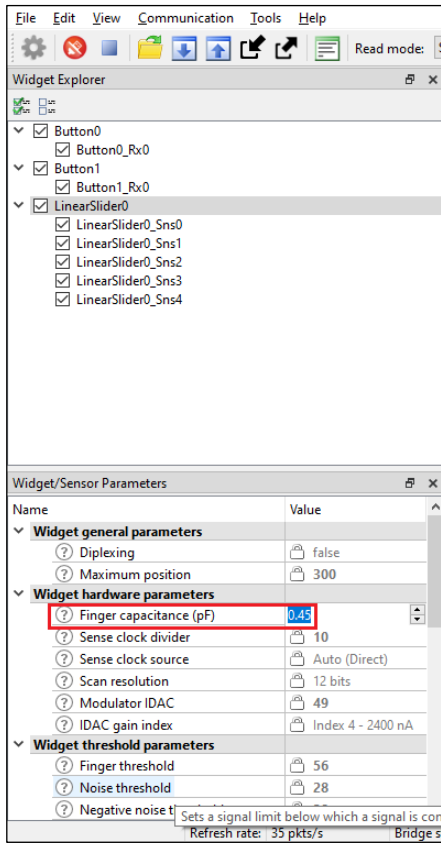 File Edit View Communication Tools Help
Read mode:
Widget Explorer
Button0
Button0_Rx0
Button1
Button1_Rx0
LinearSlider0
LinearSlider0_Sns0
LinearSlider0_Sns1
LinearSlider0_Sns2
LinearSlider0_Sns3
LinearSlider0_Sns4
Widget/Sensor Parameters
Name Value
Widget general parameters
Diplexing false
Maximum position 300
Widget hardware parameters
Finger capacitance (pF) 0.45
Sense clock divider 10
Sense clock source Auto (Direct)
Scan resolution 12 bits
Modulator IDAC 49
IDAC gain index Index 4 - 2400 nA
Widget threshold parameters
Finger threshold 56
Noise threshold 28
Negative noise
Sets a signal limit below which a signal is con
Refresh rate: 35 pkts/s Bridge s